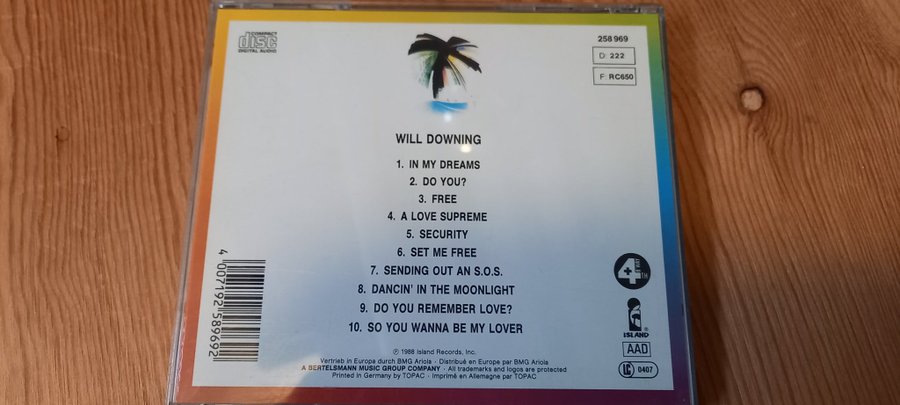 COMPACT
disc
DIGITAL AUDIO
258 969
D: 222
F: RC650
WILL DOWNING
1. IN MY DREAMS
2. DO YOU?
3. FREE
4. A LOVE SUPREME
5. SECURITY
6. SET ME FREE
7. SENDING OUT AN S.O.S.
8. DANCIN' IN THE MOONLIGHT
9. DO YOU REMEMBER LOVE?
10. SO YOU WANNA BE MY LOVER
4 007192 589692
4TH
B'WAY
ISLAND
AAD
LC 0407
℗ 1988 Island Records, Inc.
Vertrieb in Europa durch BMG Ariola · Distribué en Europe par BMG Ariola
A BERTELSMANN MUSIC GROUP COMPANY · All trademarks and logos are protected
Printed in Germany by TOPAC · Imprimé en Allemagne par TOPAC